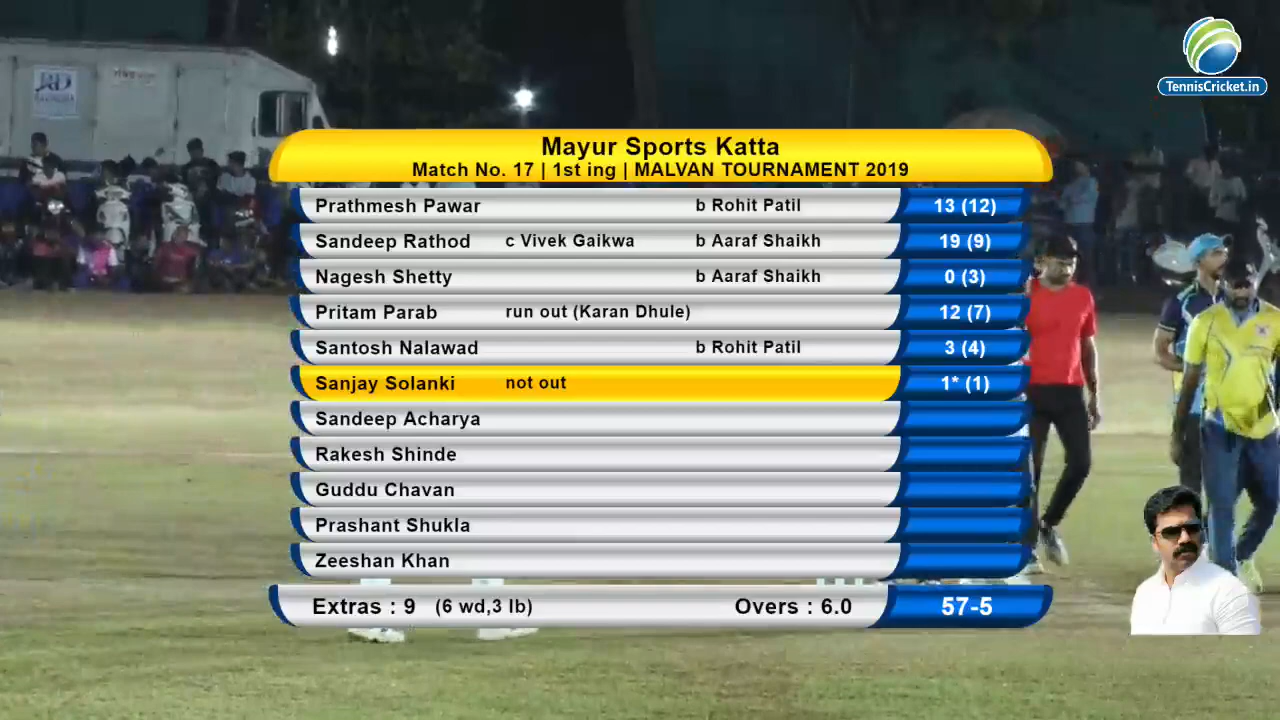 TennisCricket.in
Mayur Sports Katta
Match No. 17 | 1st ing | MALVAN TOURNAMENT 2019
Prathmesh Pawar b Rohit Patil 13 (12)
Sandeep Rathod c Vivek Gaikwa b Aaraf Shaikh 19 (9)
Nagesh Shetty b Aaraf Shaikh 0 (3)
Pritam Parab run out (Karan Dhule) 12 (7)
Santosh Nalawad b Rohit Patil 3 (4)
Sanjay Solanki not out 1* (1)
Sandeep Acharya
Rakesh Shinde
Guddu Chavan
Prashant Shukla
Zeeshan Khan
Extras : 9 (6 wd,3 lb) Overs : 6.0 57-5